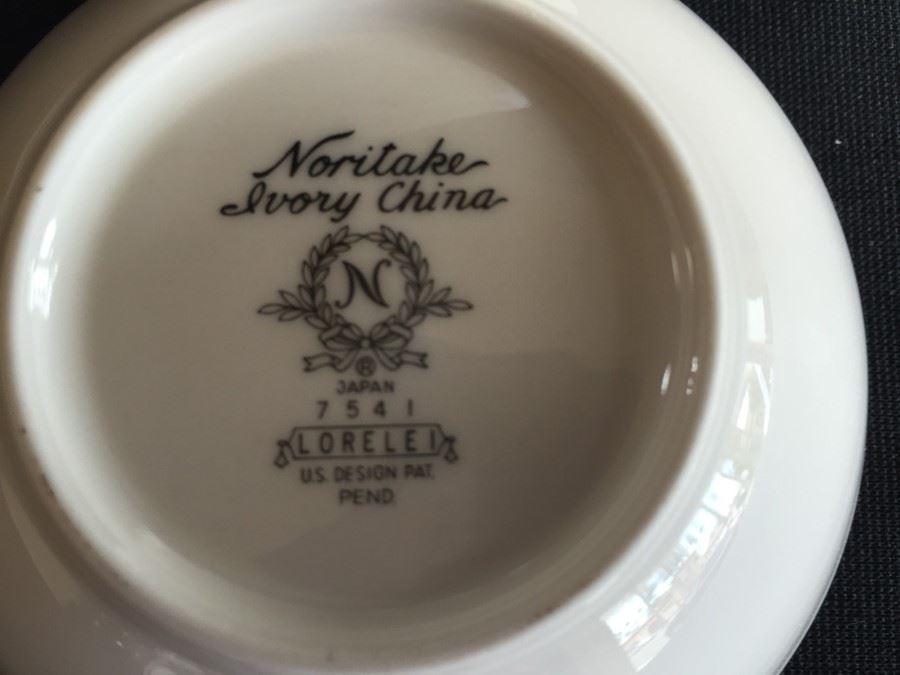 Noritake
Ivory China
N
®
JAPAN
7541
LORELEI
U.S. DESIGN PAT.
PEND.